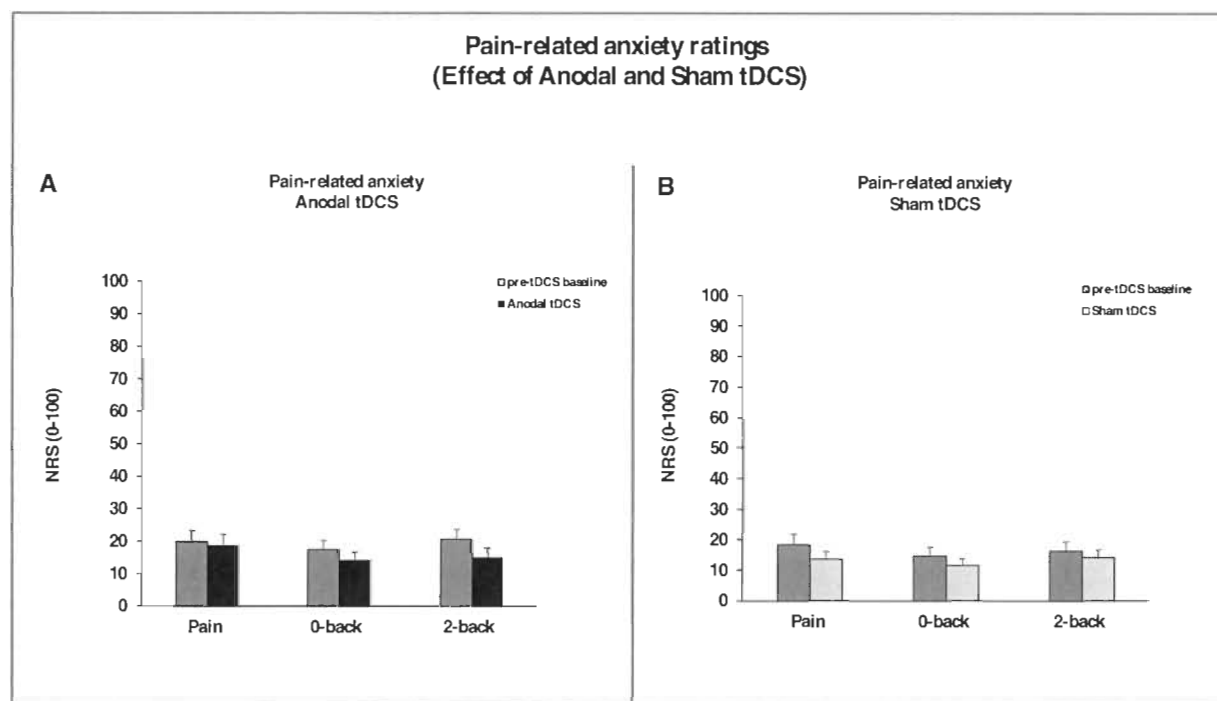 Pain-related anxiety ratings
(Effect of Anodal and Sham tDCS)
A
Pain-related anxiety
Anodal tDCS
pre-tDCS baseline
Anodal tDCS
NRS (0-100)
100
90
80
70
60
50
40
30
20
10
0
Pain 0-back 2-back
B
Pain-related anxiety
Sham tDCS
pre-tDCS baseline
Sham tDCS
NRS (0-100)
100
90
80
70
60
50
40
30
20
10
0
Pain 0-back 2-back